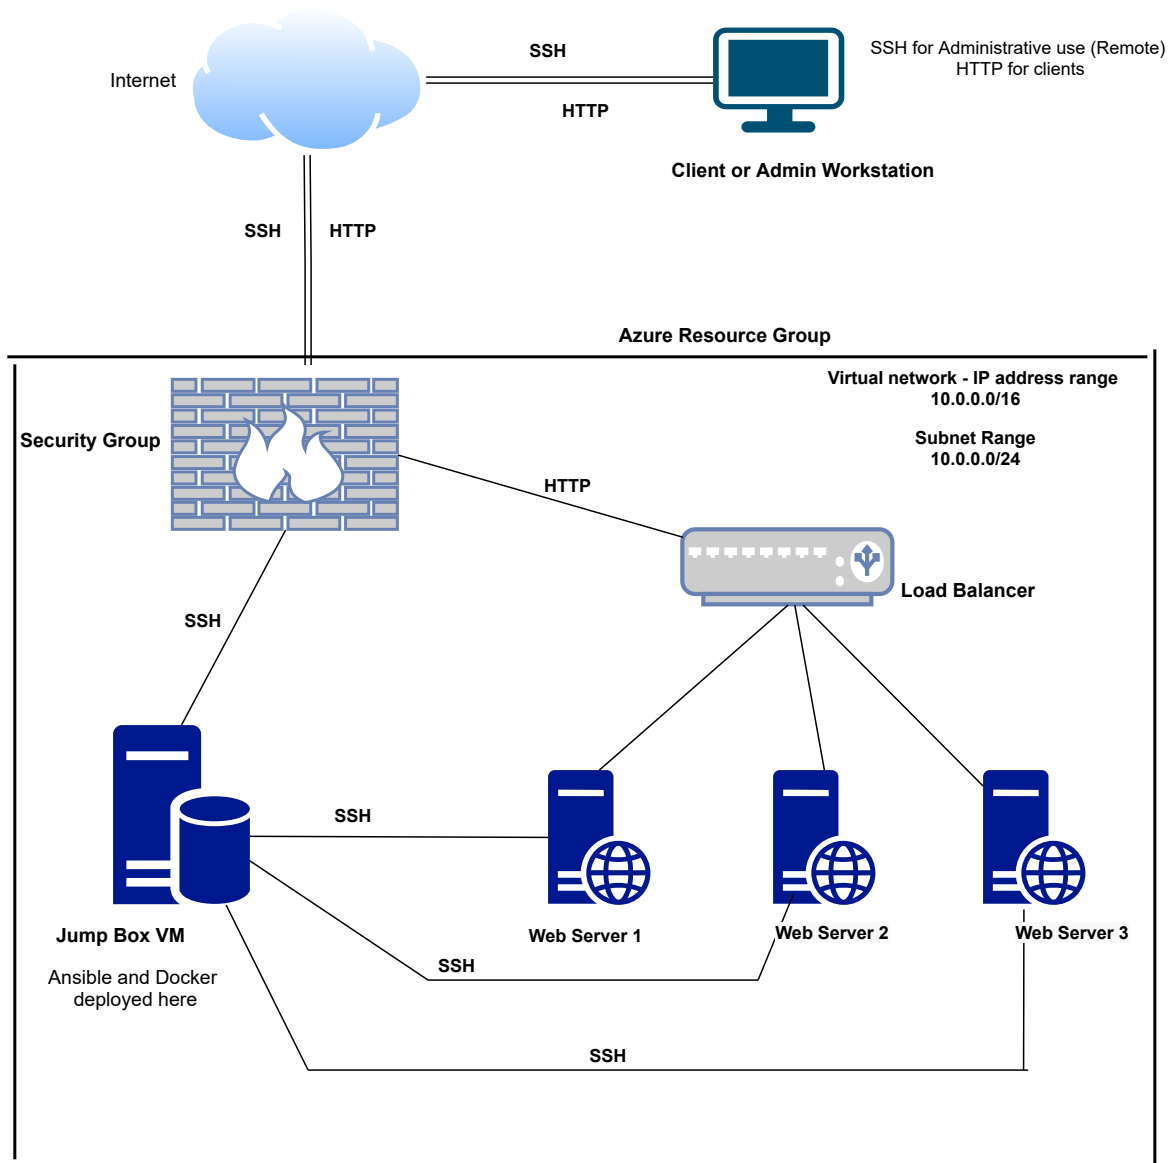 SSH
SSH for Administrative use (Remote)
HTTP for clients
Internet
HTTP
Client or Admin Workstation
SSH
HTTP
Azure Resource Group
Virtual network - IP address range
10.0.0.0/16
Security Group
Subnet Range
10.0.0.0/24
HTTP
Load Balancer
SSH
SSH
Jump Box VM
Web Server 1
Web Server 2
Web Server 3
Ansible and Docker
deployed here
SSH
SSH